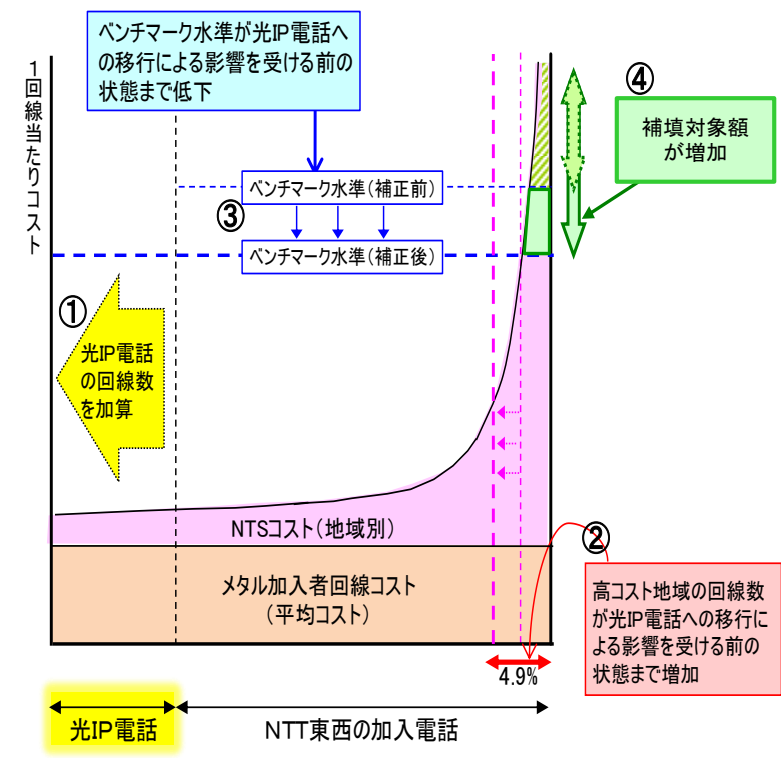 ベンチマーク水準が光IP電話へ
の移行による影響を受ける前の
状態まで低下
1回線当たりコスト
④
補填対象額
が増加
ベンチマーク水準(補正前)
③
ベンチマーク水準(補正後)
①
光IP電話
の回線数
を加算
NTSコスト(地域別)
メタル加入者回線コスト
(平均コスト)
②
高コスト地域の回線数
が光IP電話への移行に
よる影響を受ける前の
状態まで増加
4.9%
光IP電話
NTT東西の加入電話